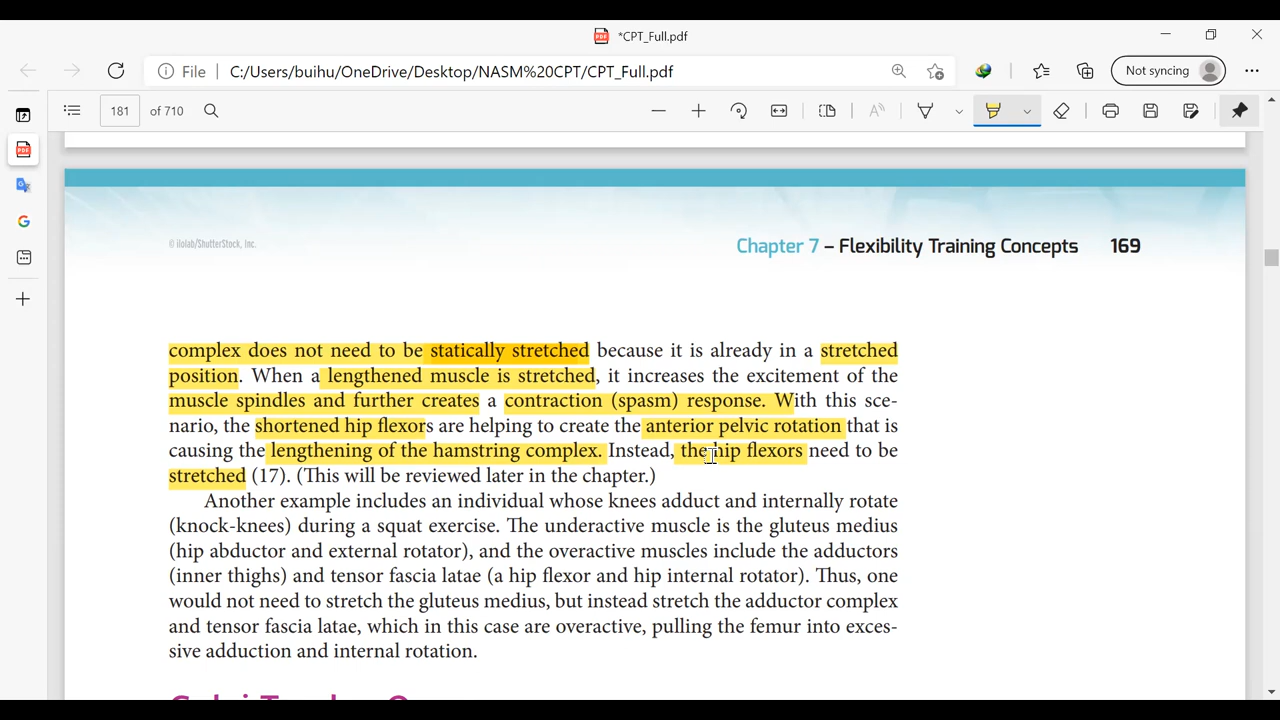 *CPT_Full.pdf
File
C:/Users/buihu/OneDrive/Desktop/NASM%20CPT/CPT_Full.pdf
Not syncing
181 of 710
© ilolab/ShutterStock, Inc.
Chapter 7 – Flexibility Training Concepts 169
complex does not need to be statically stretched because it is already in a stretched
position. When a lengthened muscle is stretched, it increases the excitement of the
muscle spindles and further creates a contraction (spasm) response. With this sce-
nario, the shortened hip flexors are helping to create the anterior pelvic rotation that is
causing the lengthening of the hamstring complex. Instead, the hip flexors need to be
stretched (17). (This will be reviewed later in the chapter.)
Another example includes an individual whose knees adduct and internally rotate
(knock-knees) during a squat exercise. The underactive muscle is the gluteus medius
(hip abductor and external rotator), and the overactive muscles include the adductors
(inner thighs) and tensor fascia latae (a hip flexor and hip internal rotator). Thus, one
would not need to stretch the gluteus medius, but instead stretch the adductor complex
and tensor fascia latae, which in this case are overactive, pulling the femur into exces-
sive adduction and internal rotation.